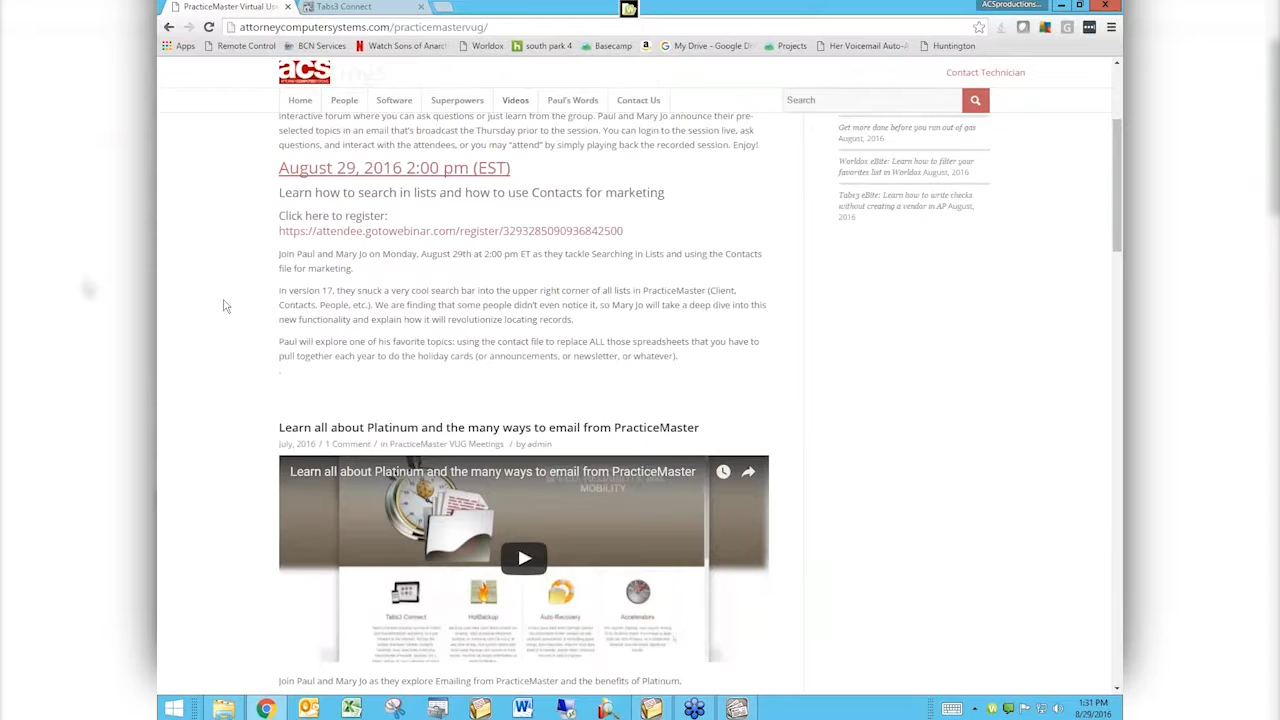 PracticeMaster Virtual Use
Tabs3 Connect
ACSproductions...
attorneycomputersystems.com/practicemastervug/
Apps
Remote Control
BCN Services
Watch Sons of Anarc
Worldox
south park 4
Basecamp
My Drive - Google D
Projects
Her Voicemail Auto-
Huntington
acs
Contact Technician
Home
People
Software
Superpowers
Videos
Paul's Words
Contact Us
Search
interactive forum where you can ask questions or just learn from the group. Paul and Mary Jo announce their pre-
selected topics in an email that's broadcast the Thursday prior to the session. You can login to the session live, ask
questions, and interact with the attendees, or you may "attend" by simply playing back the recorded session. Enjoy!
August 29, 2016 2:00 pm (EST)
Learn how to search in lists and how to use Contacts for marketing
Click here to register:
https://attendee.gotowebinar.com/register/3293285090936842500
Join Paul and Mary Jo on Monday, August 29th at 2:00 pm ET as they tackle Searching in Lists and using the Contacts
file for marketing.
In version 17, they snuck a very cool search bar into the upper right corner of all lists in PracticeMaster (Client,
Contacts, People, etc.). We are finding that some people didn't even notice it, so Mary Jo will take a deep dive into this
new functionality and explain how it will revolutionize locating records.
Paul will explore one of his favorite topics: using the contact file to replace ALL those spreadsheets that you have to
pull together each year to do the holiday cards (or announcements, or newsletter, or whatever).
.
Get more done before you run out of gas
August, 2016
Worldox eBite: Learn how to filter your
favorites list in Worldox August, 2016
Tabs3 eBite: Learn how to write checks
without creating a vendor in AP August,
2016
Learn all about Platinum and the many ways to email from PracticeMaster
July, 2016 / 1 Comment / in PracticeMaster VUG Meetings / by admin
Learn all about Platinum and the many ways to email from PracticeMaster
MOBILITY
Tabs3 Connect
HotBackup
Auto-Recovery
Accelerators
Join Paul and Mary Jo as they explore Emailing from PracticeMaster and the benefits of Platinum.
1:31 PM
8/29/2016